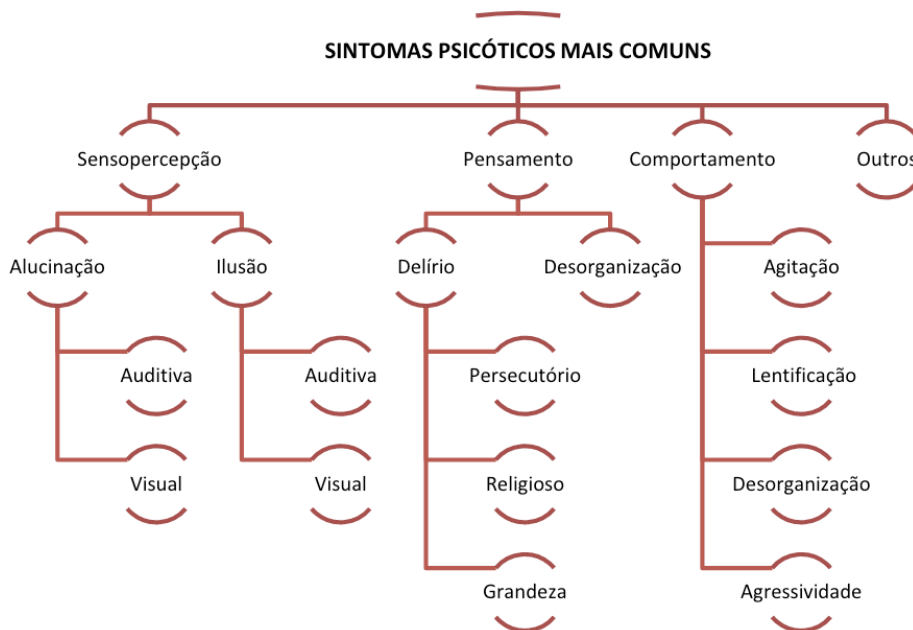 SINTOMAS PSICÓTICOS MAIS COMUNS
Sensopercepção
Pensamento
Comportamento
Outros
Alucinação
Ilusão
Delírio
Desorganização
Agitação
Auditiva
Auditiva
Persecutório
Lentificação
Visual
Visual
Religioso
Desorganização
Grandeza
Agressividade